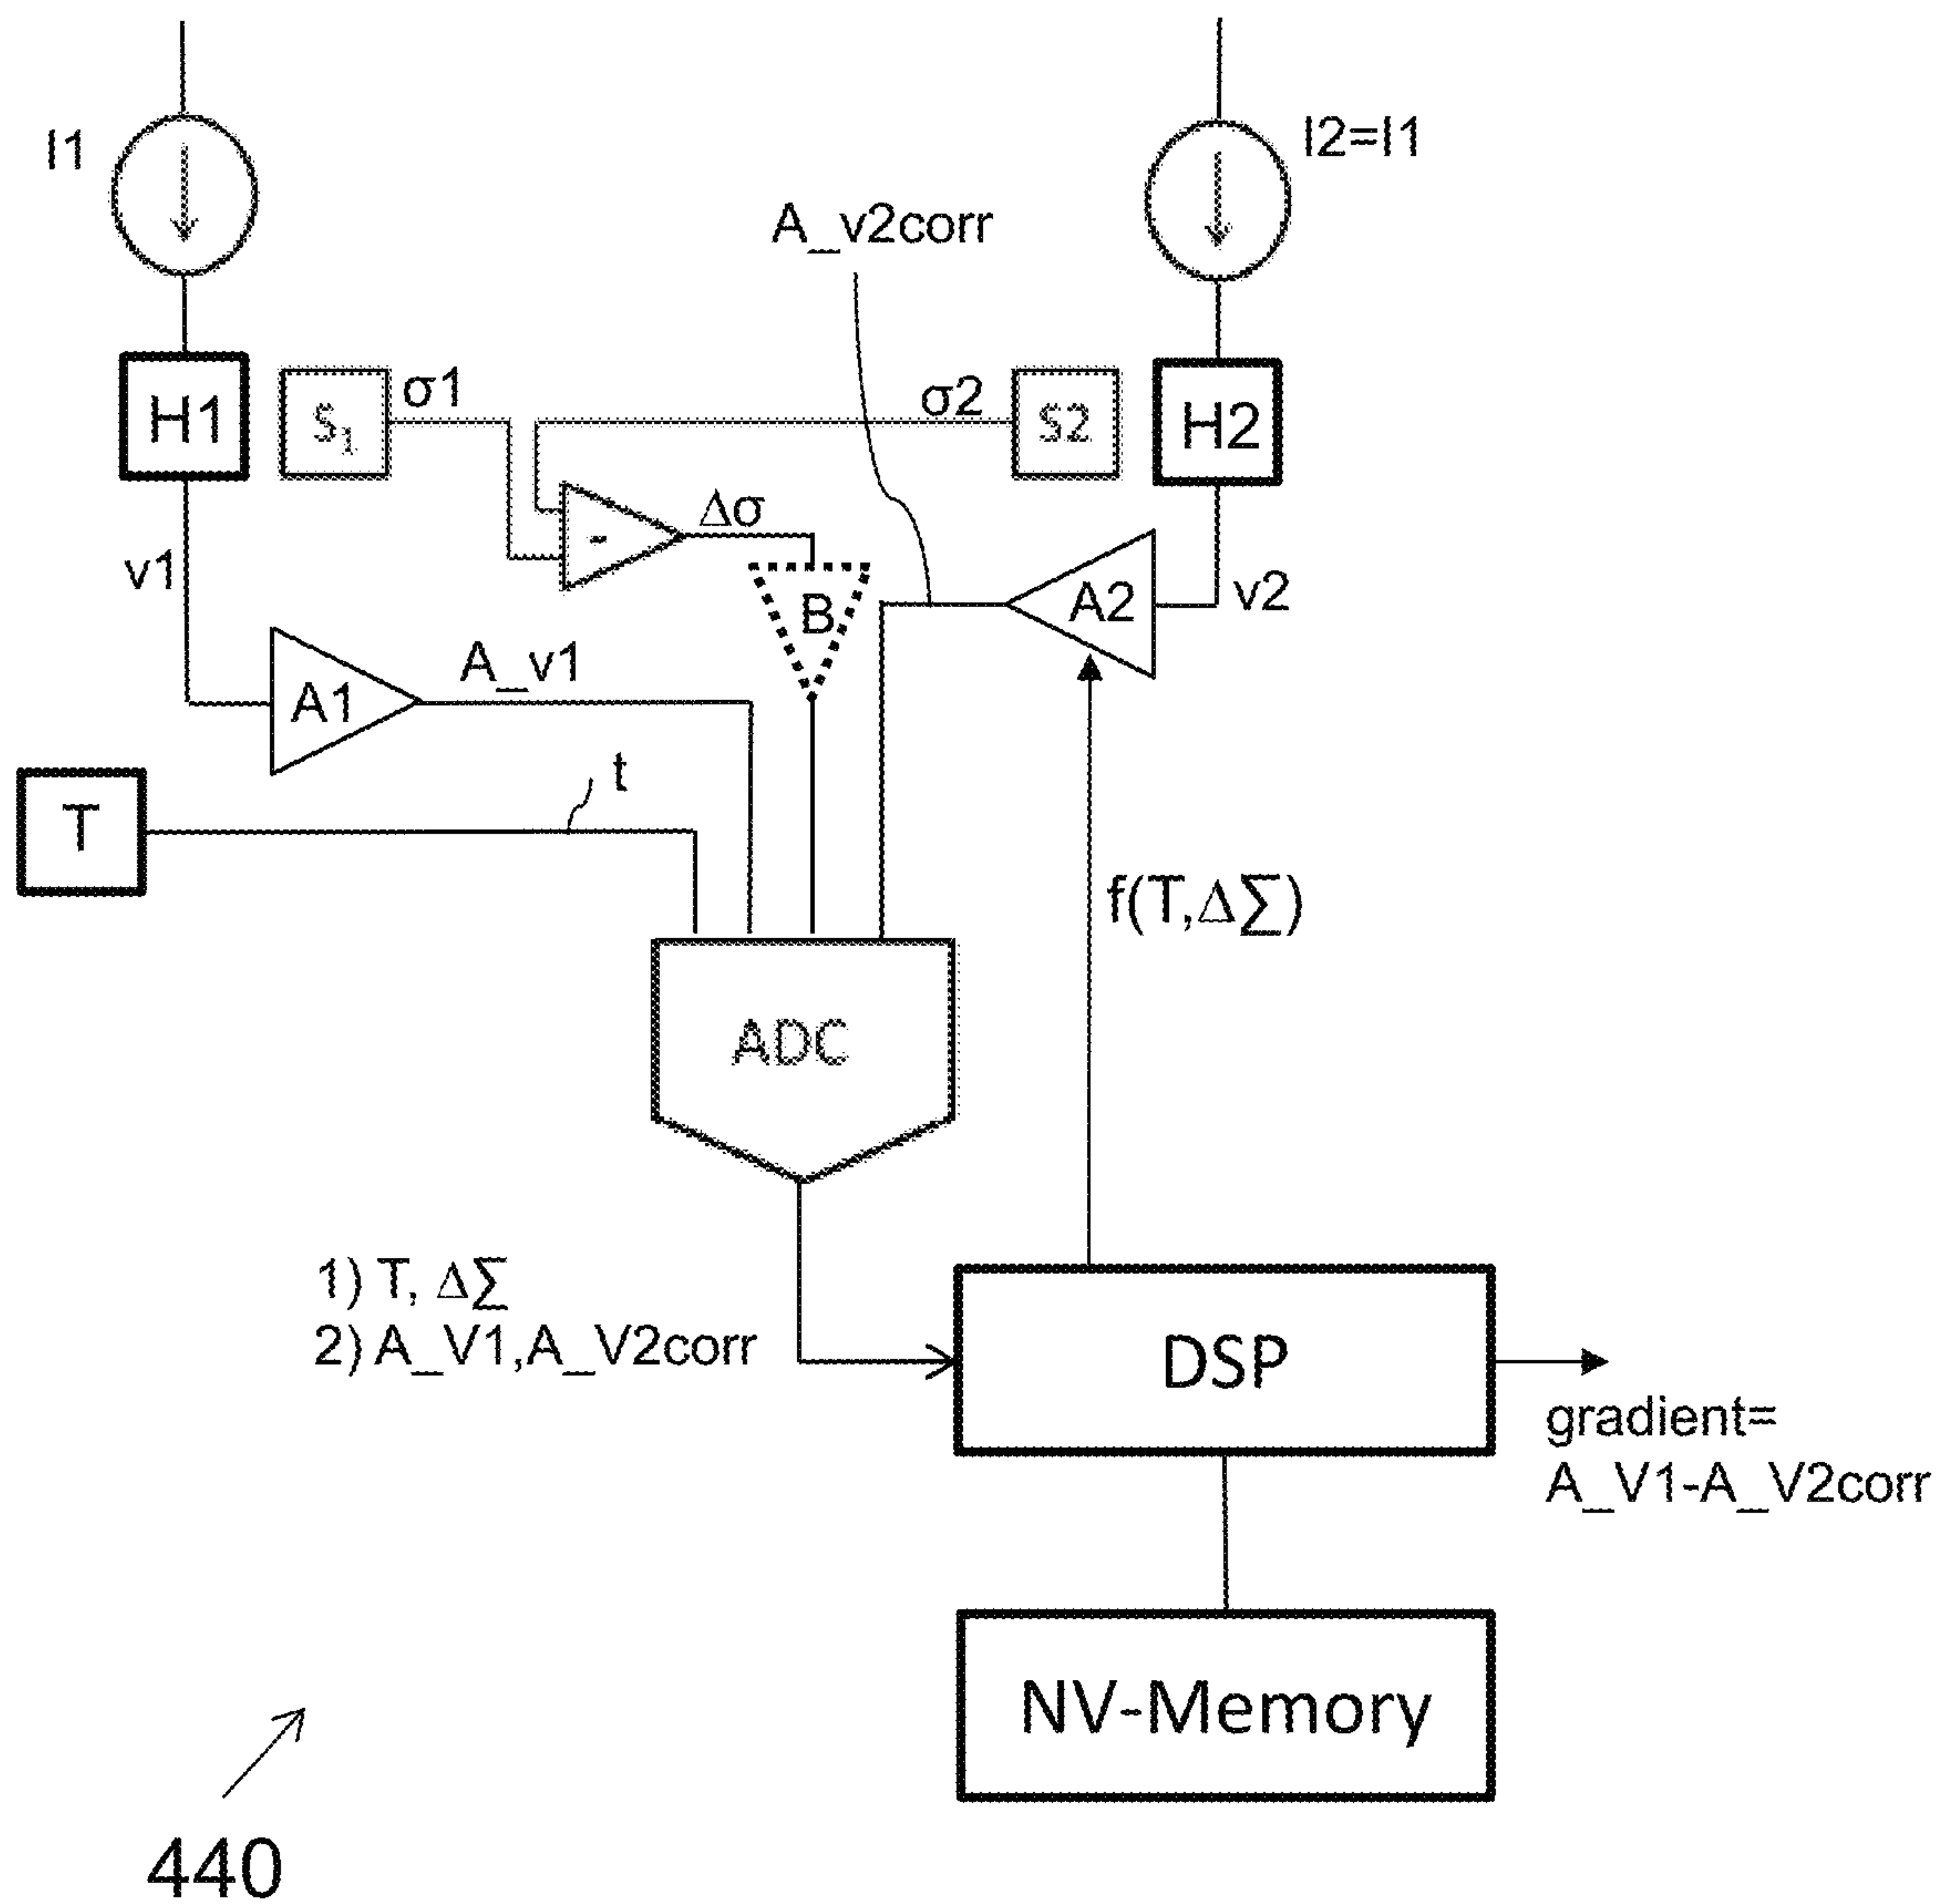 I1
I2=I1
A_v2corr
H1
S1
σ1
σ2
S2
H2
Δσ
-
v1
B
A2
v2
A_v1
A1
t
T
f(T,Δ∑)
ADC
1) T, Δ∑
2) A_V1,A_V2corr
DSP
gradient=
A_V1-A_V2corr
NV-Memory
440